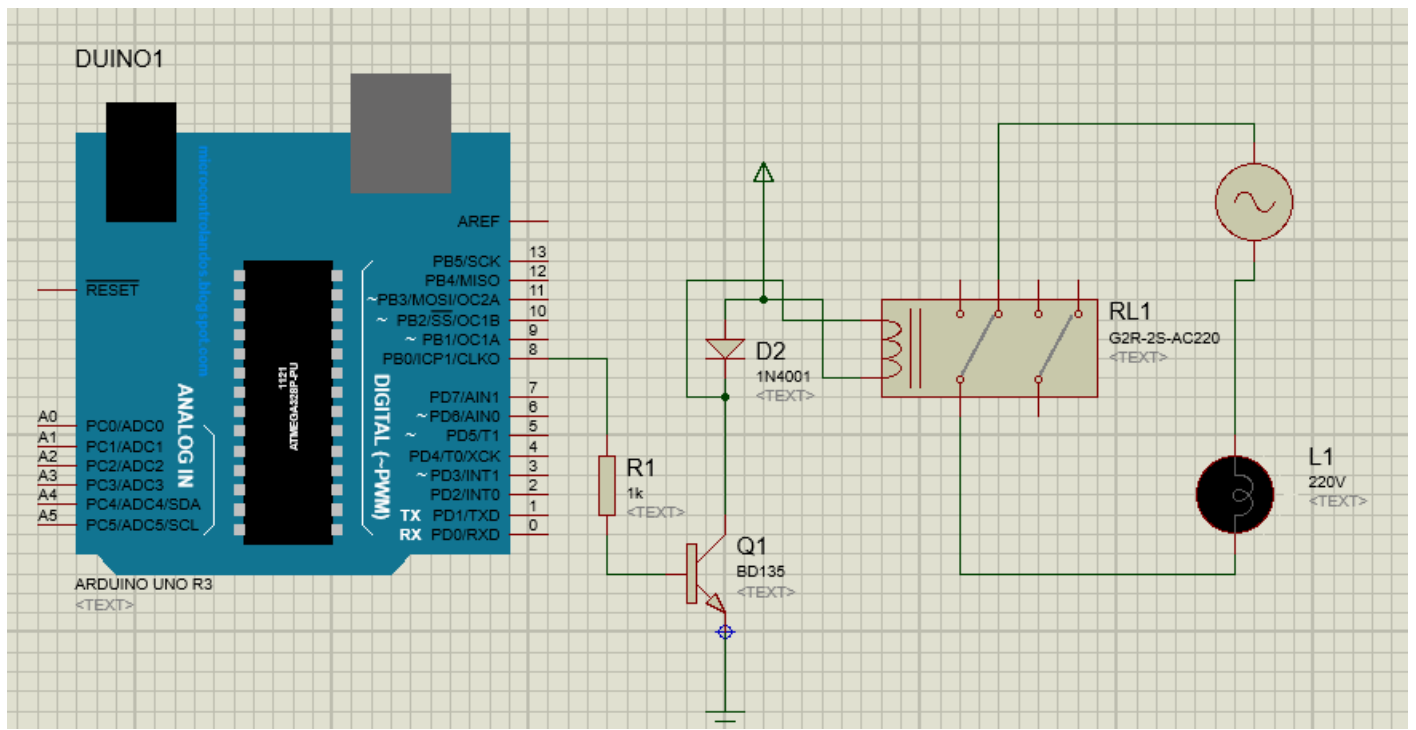 DUINO1
microcontrolandos.blogspot.com
RESET
AREF
PB5/SCK 13
PB4/MISO 12
~PB3/MOSI/OC2A 11
~ PB2/SS/OC1B 10
~ PB1/OC1A 9
PB0/ICP1/CLKO 8
PD7/AIN1 7
~ PD6/AIN0 6
~ PD5/T1 5
PD4/T0/XCK 4
~ PD3/INT1 3
PD2/INT0 2
TX PD1/TXD 1
RX PD0/RXD 0
DIGITAL (~PWM)
1121
ATMEGA328P-PU
ANALOG IN
A0 PC0/ADC0
A1 PC1/ADC1
A2 PC2/ADC2
A3 PC3/ADC3
A4 PC4/ADC4/SDA
A5 PC5/ADC5/SCL
ARDUINO UNO R3
<TEXT>
R1
1k
<TEXT>
D2
1N4001
<TEXT>
Q1
BD135
<TEXT>
RL1
G2R-2S-AC220
<TEXT>
L1
220V
<TEXT>